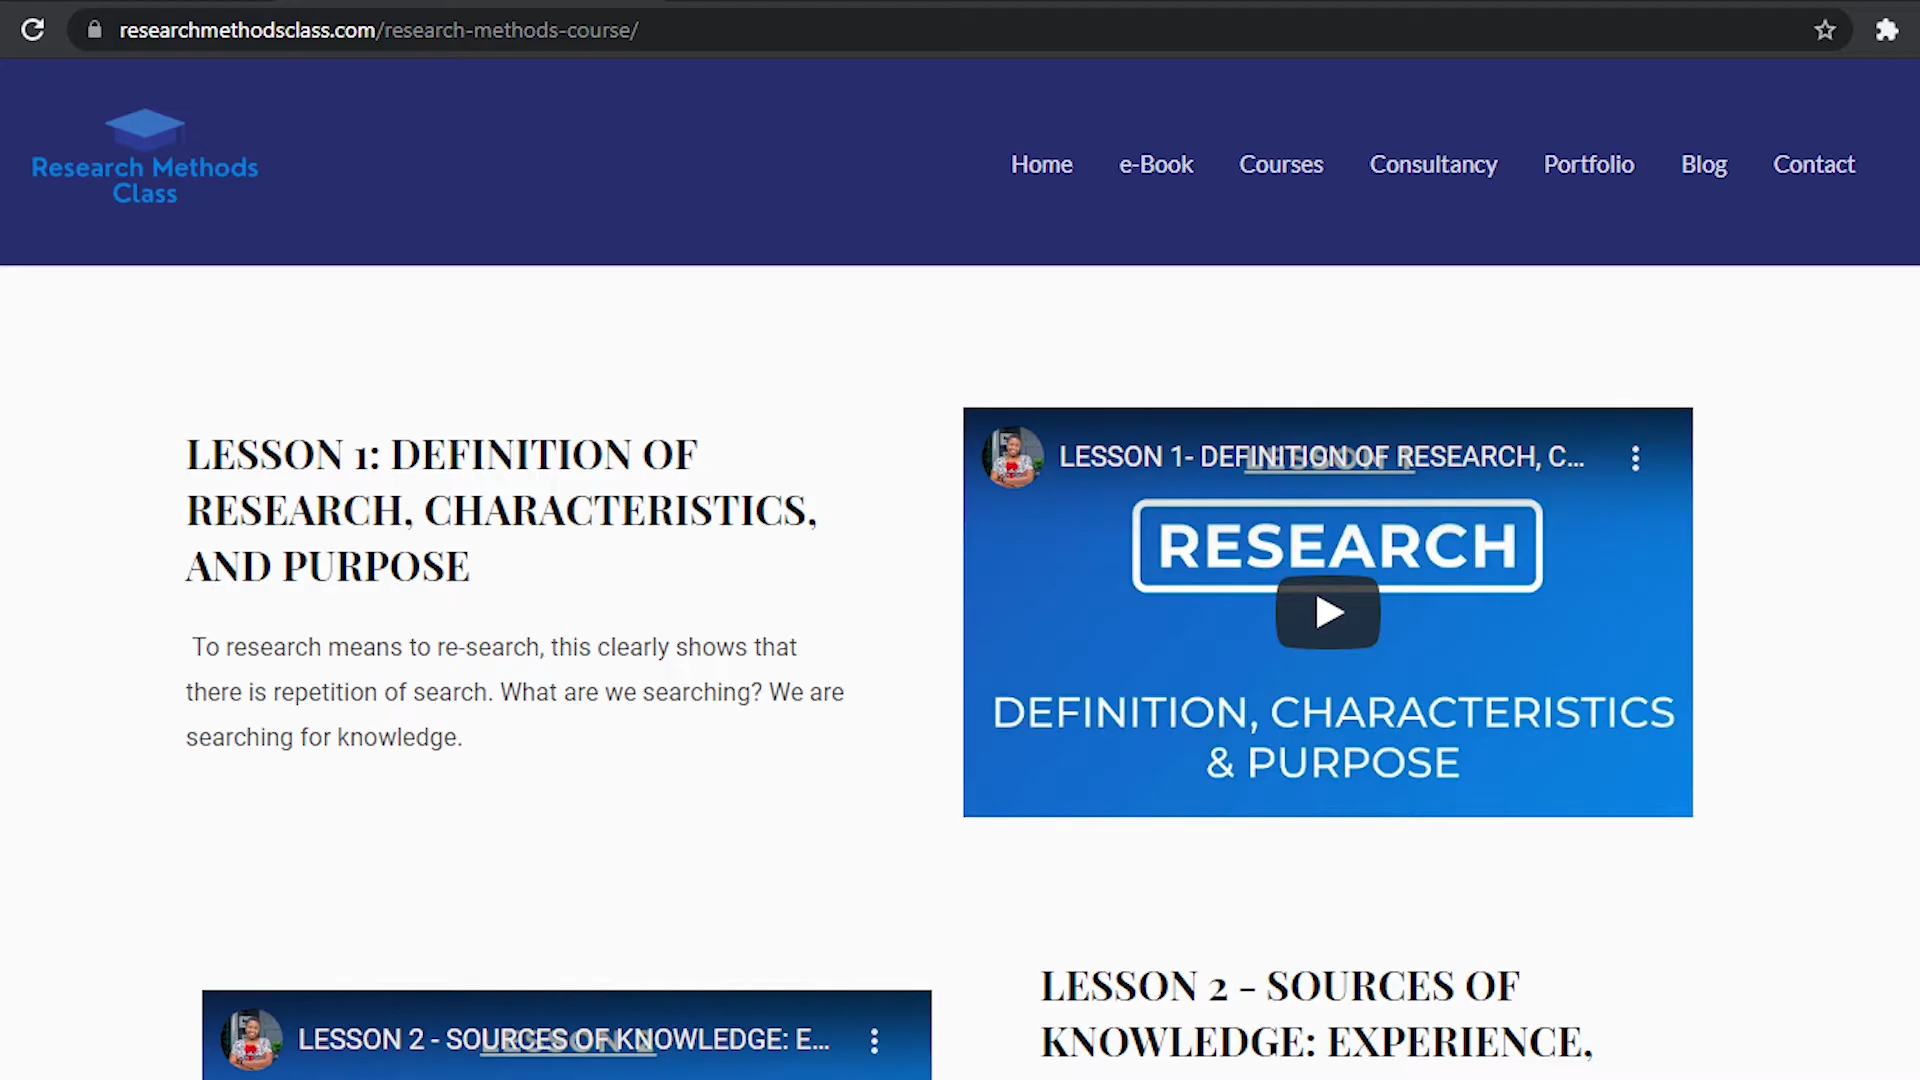 researchmethodsclass.com/research-methods-course/
Research Methods
Class
Home e-Book Courses Consultancy Portfolio Blog Contact
LESSON 1: DEFINITION OF
RESEARCH, CHARACTERISTICS,
AND PURPOSE
To research means to re-search, this clearly shows that
there is repetition of search. What are we searching? We are
searching for knowledge.
LESSON 1- DEFINITION OF RESEARCH, C...
RESEARCH
DEFINITION, CHARACTERISTICS
& PURPOSE
LESSON 2 - SOURCES OF KNOWLEDGE: E...
LESSON 2 - SOURCES OF
KNOWLEDGE: EXPERIENCE,